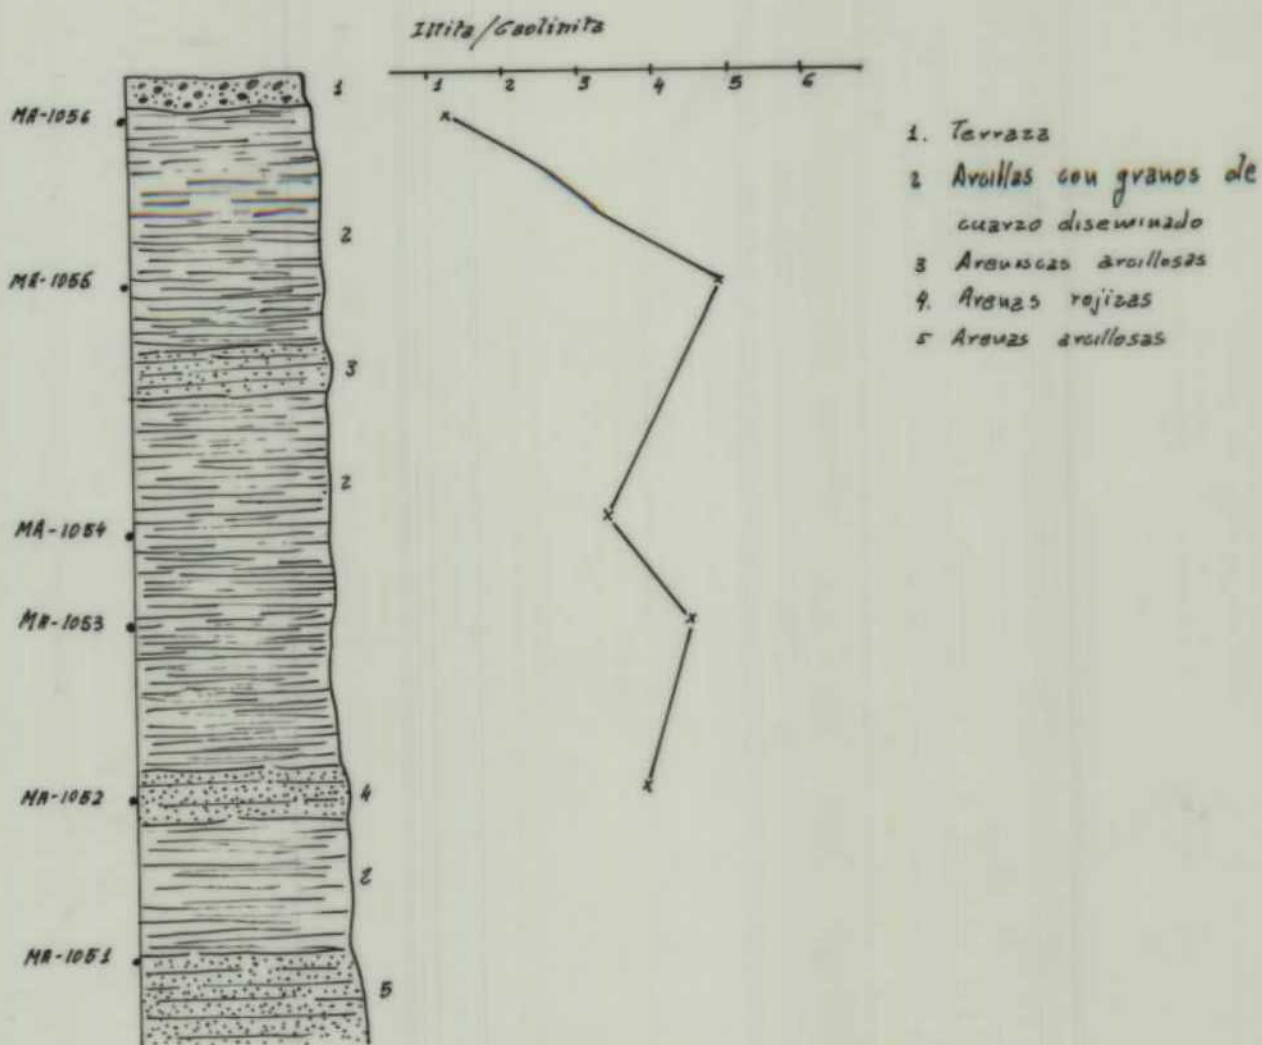 Illita/Caolinita
1 2 3 4 5 6
1
MA-1056
2
MA-1055
3
2
MA-1054
MA-1053
4
MA-1052
2
MA-1051
5
1. Terraza
2 Arcillas con granos de
cuarzo diseminado
3 Areniscas arcillosas
4. Arenas rojizas
5 Arenas arcillosas